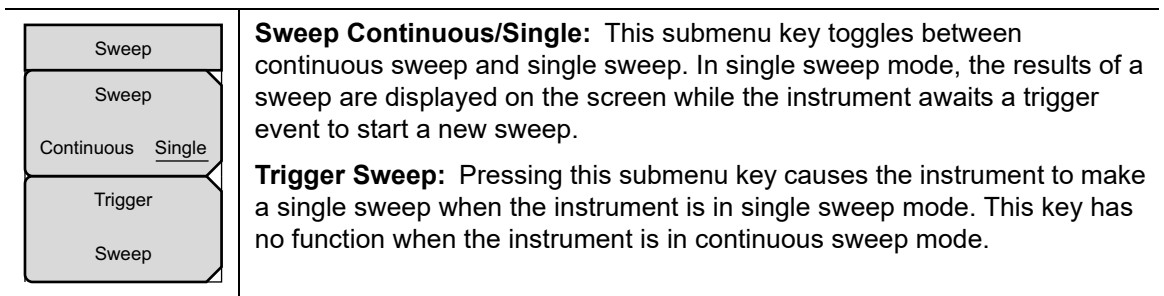 Sweep
Sweep
Continuous Single
Trigger
Sweep
Sweep Continuous/Single: This submenu key toggles between
continuous sweep and single sweep. In single sweep mode, the results of a
sweep are displayed on the screen while the instrument awaits a trigger
event to start a new sweep.
Trigger Sweep: Pressing this submenu key causes the instrument to make
a single sweep when the instrument is in single sweep mode. This key has
no function when the instrument is in continuous sweep mode.